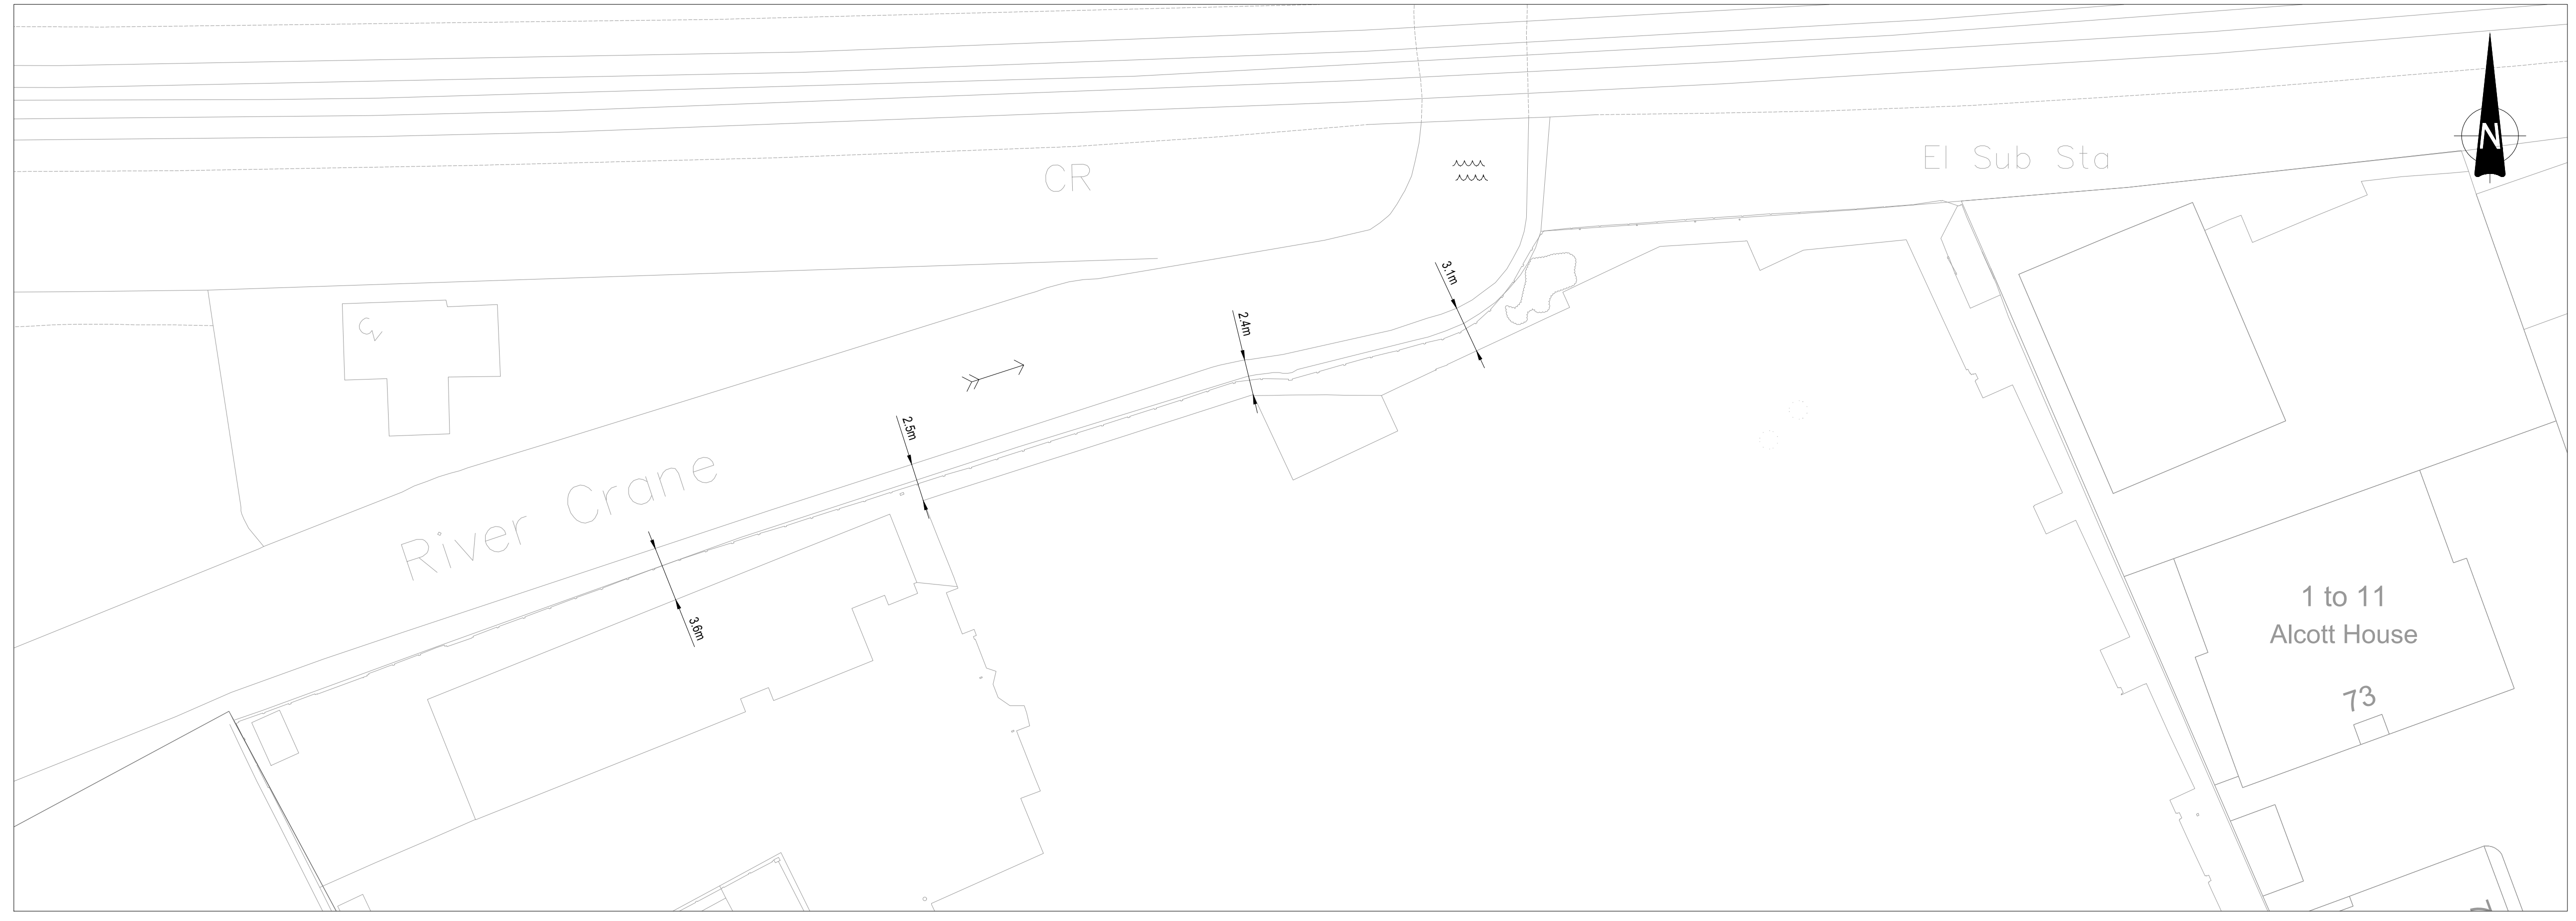 CR
El Sub Sta
N
3.1m
2.4m
2.5m
River Crane
3.6m
1 to 11
Alcott House
73